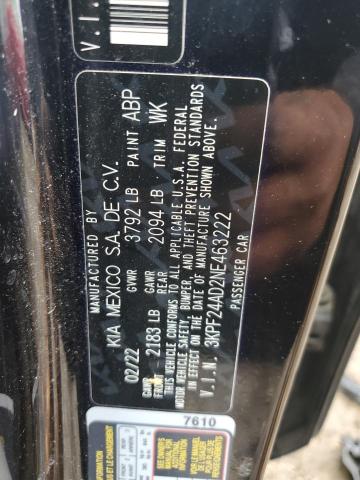 V.I.
MANUFACTURED BY
KIA MEXICO S.A. DE C.V.
02/22 GVWR 3792 LB PAINT ABP
GAWR FRONT 2183 LB GAWR REAR 2094 LB TRIM WK
THIS VEHICLE CONFORMS TO ALL APPLICABLE U.S.A. FEDERAL
MOTOR VEHICLE SAFETY, BUMPER, AND THEFT PREVENTION STANDARDS
IN EFFECT ON THE DATE OF MANUFACTURE SHOWN ABOVE.
V.I.N. 3KPF24AD2NE463222
PASSENGER CAR
7610